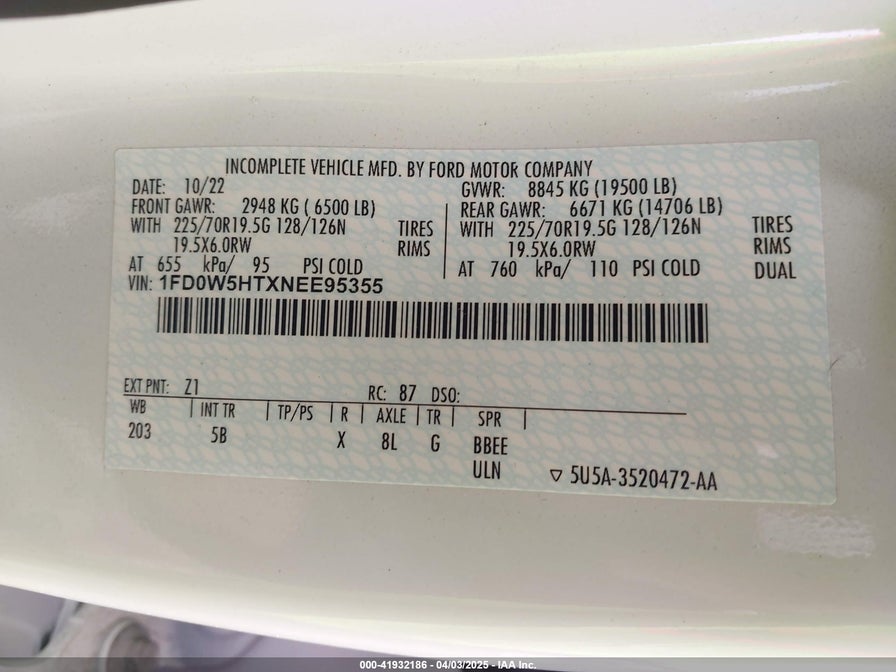 INCOMPLETE VEHICLE MFD. BY FORD MOTOR COMPANY
DATE: 10/22 GVWR: 8845 KG (19500 LB)
FRONT GAWR: 2948 KG ( 6500 LB) REAR GAWR: 6671 KG (14706 LB)
WITH 225/70R19.5G 128/126N TIRES WITH 225/70R19.5G 128/126N TIRES
19.5X6.0RW RIMS 19.5X6.0RW RIMS
AT 655 kPa/ 95 PSI COLD AT 760 kPa/ 110 PSI COLD DUAL
VIN: 1FD0W5HTXNEE95355
EXT PNT: Z1 RC: 87 DSO:
WB | INT TR | TP/PS | R | AXLE | TR | SPR |
203 5B X 8L G BBEE
ULN ▽ 5U5A-3520472-AA
000-41932186 - 04/03/2025 - IAA Inc.